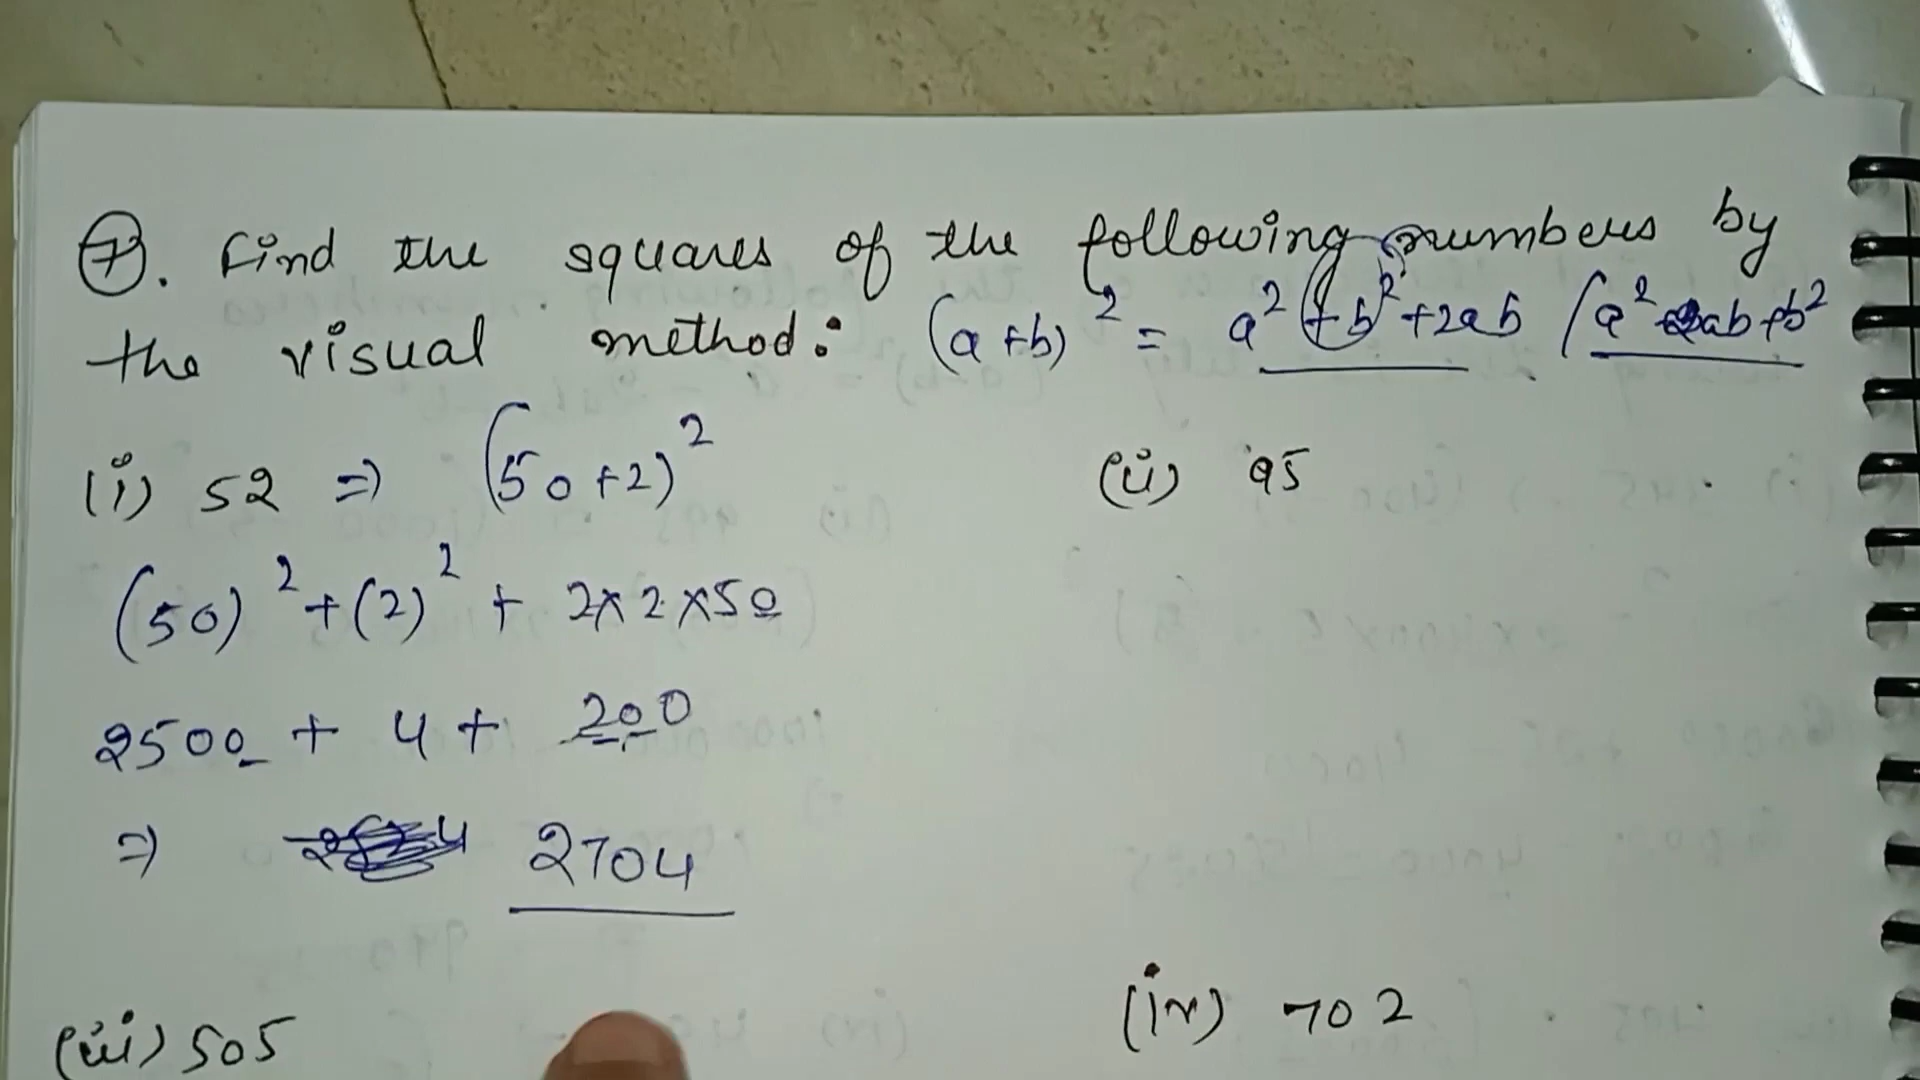 7. Find the squares of the following numbers by
the visual method: (a+b)² = a²+b²+2ab / a² 2ab+b²
(i) 52 ⇒ (50+2)²
(ii) 95
(50)²+(2)² + 2×2×50
2500 + 4 + 200
⇒ 2704
(iii) 505
(iv) 702